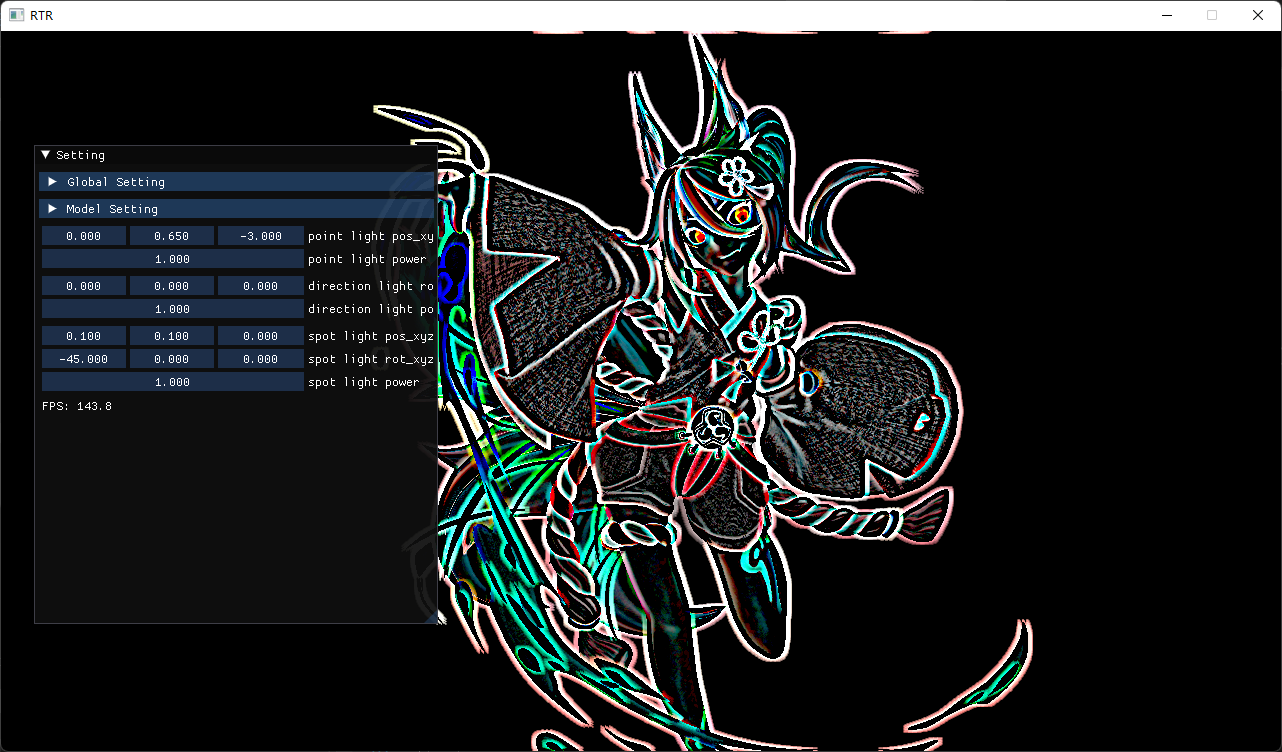 RTR
Setting
Global Setting
Model Setting
0.000 0.650 -3.000 point light pos_xy
1.000 point light power
0.000 0.000 0.000 direction light ro
1.000 direction light po
0.100 0.100 0.000 spot light pos_xyz
-45.000 0.000 0.000 spot light rot_xyz
1.000 spot light power
FPS: 143.8